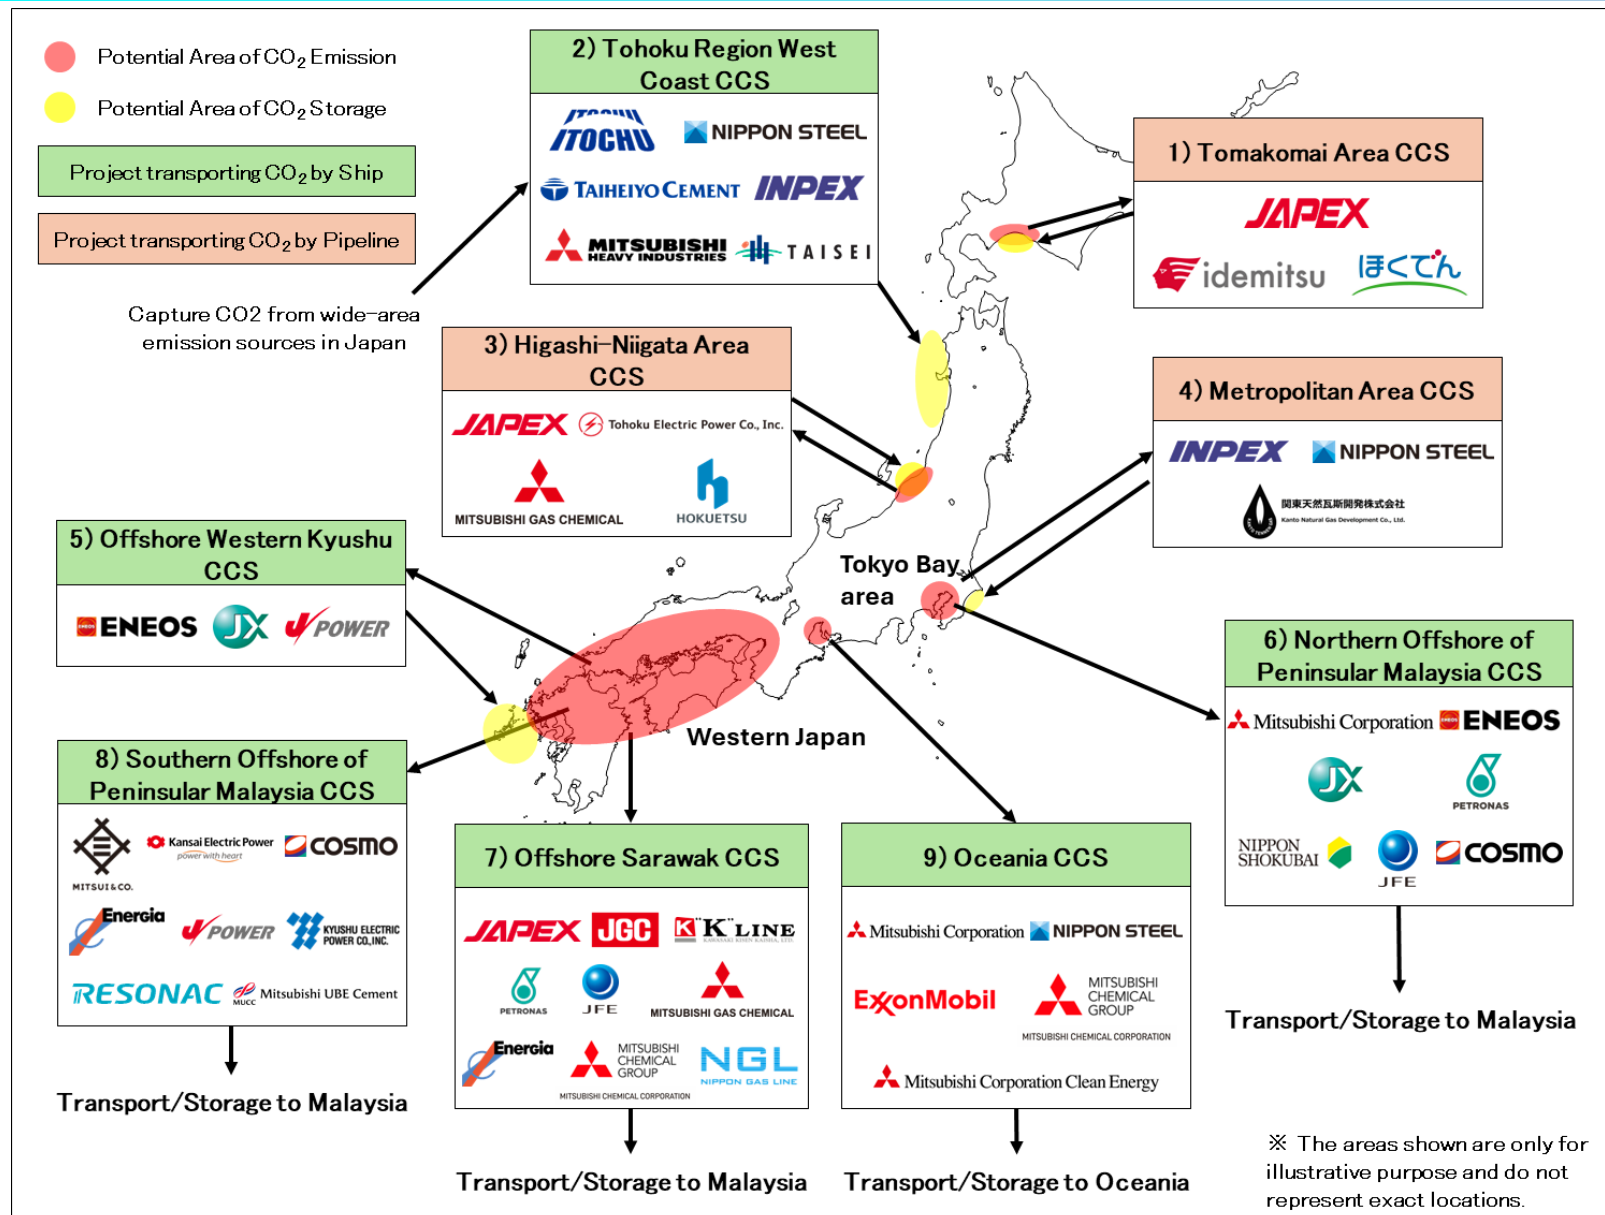 Potential Area of CO2 Emission
Potential Area of CO2 Storage
Project transporting CO2 by Ship
Project transporting CO2 by Pipeline
Capture CO2 from wide-area
emission sources in Japan
2) Tohoku Region West
Coast CCS
ITOCHU
ITOCHU
NIPPON STEEL
TAIHEIYO CEMENT
INPEX
MITSUBISHI
HEAVY INDUSTRIES
TAISEI
1) Tomakomai Area CCS
JAPEX
idemitsu
ほくでん
3) Higashi-Niigata Area
CCS
JAPEX
Tohoku Electric Power Co., Inc.
MITSUBISHI GAS CHEMICAL
HOKUETSU
4) Metropolitan Area CCS
INPEX
NIPPON STEEL
KANTO NATURAL GAS
関東天然瓦斯開発株式会社
Kanto Natural Gas Development Co., Ltd.
5) Offshore Western Kyushu
CCS
ENEOS
ENEOS
JX
J POWER
Tokyo Bay
area
Western Japan
6) Northern Offshore of
Peninsular Malaysia CCS
Mitsubishi Corporation
ENEOS
ENEOS
JX
PETRONAS
NIPPON
SHOKUBAI
JFE
COSMO
Transport/Storage to Malaysia
8) Southern Offshore of
Peninsular Malaysia CCS
MITSUI & CO.
Kansai Electric Power
power with heart
COSMO
Energia
J POWER
KYUSHU ELECTRIC
POWER CO., INC.
RESONAC
MUCC
Mitsubishi UBE Cement
Transport/Storage to Malaysia
7) Offshore Sarawak CCS
JAPEX
JGC
K
"K" LINE
KAWASAKI KISEN KAISHA, LTD.
PETRONAS
JFE
MITSUBISHI GAS CHEMICAL
Energia
MITSUBISHI
CHEMICAL
GROUP
MITSUBISHI CHEMICAL CORPORATION
NGL
NIPPON GAS LINE
Transport/Storage to Malaysia
9) Oceania CCS
Mitsubishi Corporation
NIPPON STEEL
ExxonMobil
MITSUBISHI
CHEMICAL
GROUP
MITSUBISHI CHEMICAL CORPORATION
Mitsubishi Corporation Clean Energy
Transport/Storage to Oceania
※ The areas shown are only for
illustrative purpose and do not
represent exact locations.